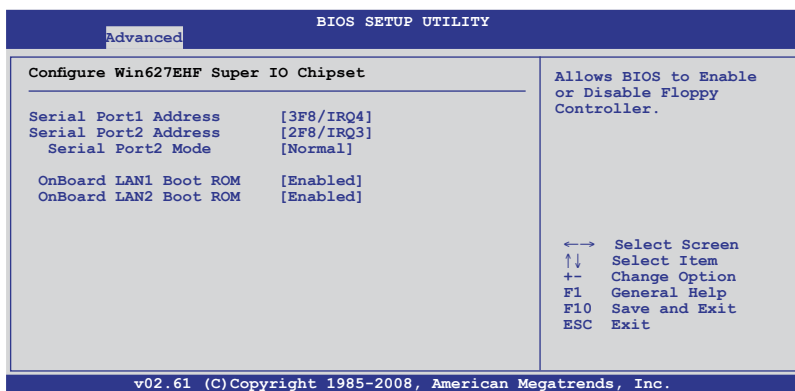 BIOS SETUP UTILITY
Advanced
Configure Win627EHF Super IO Chipset
Serial Port1 Address [3F8/IRQ4]
Serial Port2 Address [2F8/IRQ3]
Serial Port2 Mode [Normal]
OnBoard LAN1 Boot ROM [Enabled]
OnBoard LAN2 Boot ROM [Enabled]
Allows BIOS to Enable
or Disable Floppy
Controller.
←→ Select Screen
↑↓ Select Item
+- Change Option
F1 General Help
F10 Save and Exit
ESC Exit
v02.61 (C)Copyright 1985-2008, American Megatrends, Inc.